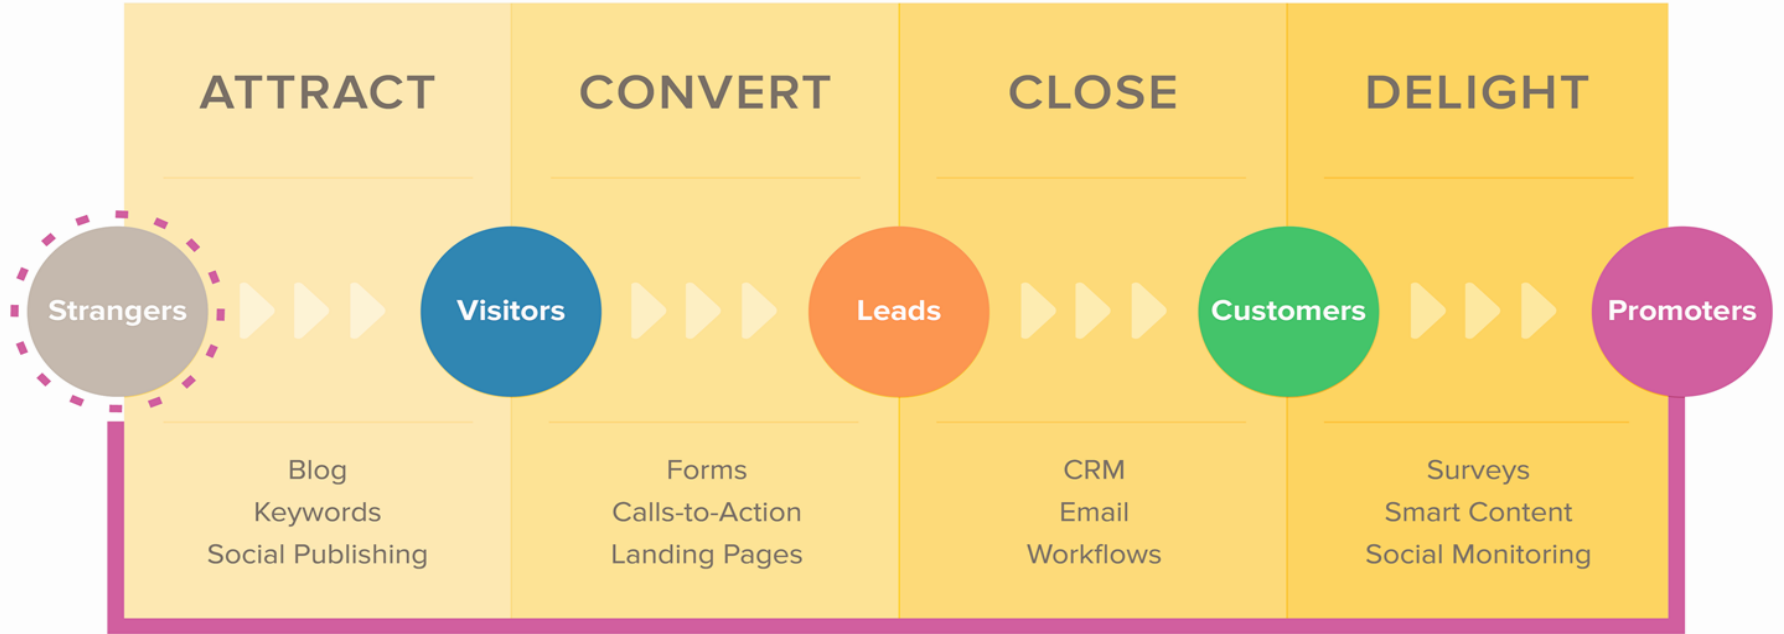 ATTRACT
CONVERT
CLOSE
DELIGHT
Strangers
Visitors
Leads
Customers
Promoters
Blog
Keywords
Social Publishing
Forms
Calls-to-Action
Landing Pages
CRM
Email
Workflows
Surveys
Smart Content
Social Monitoring